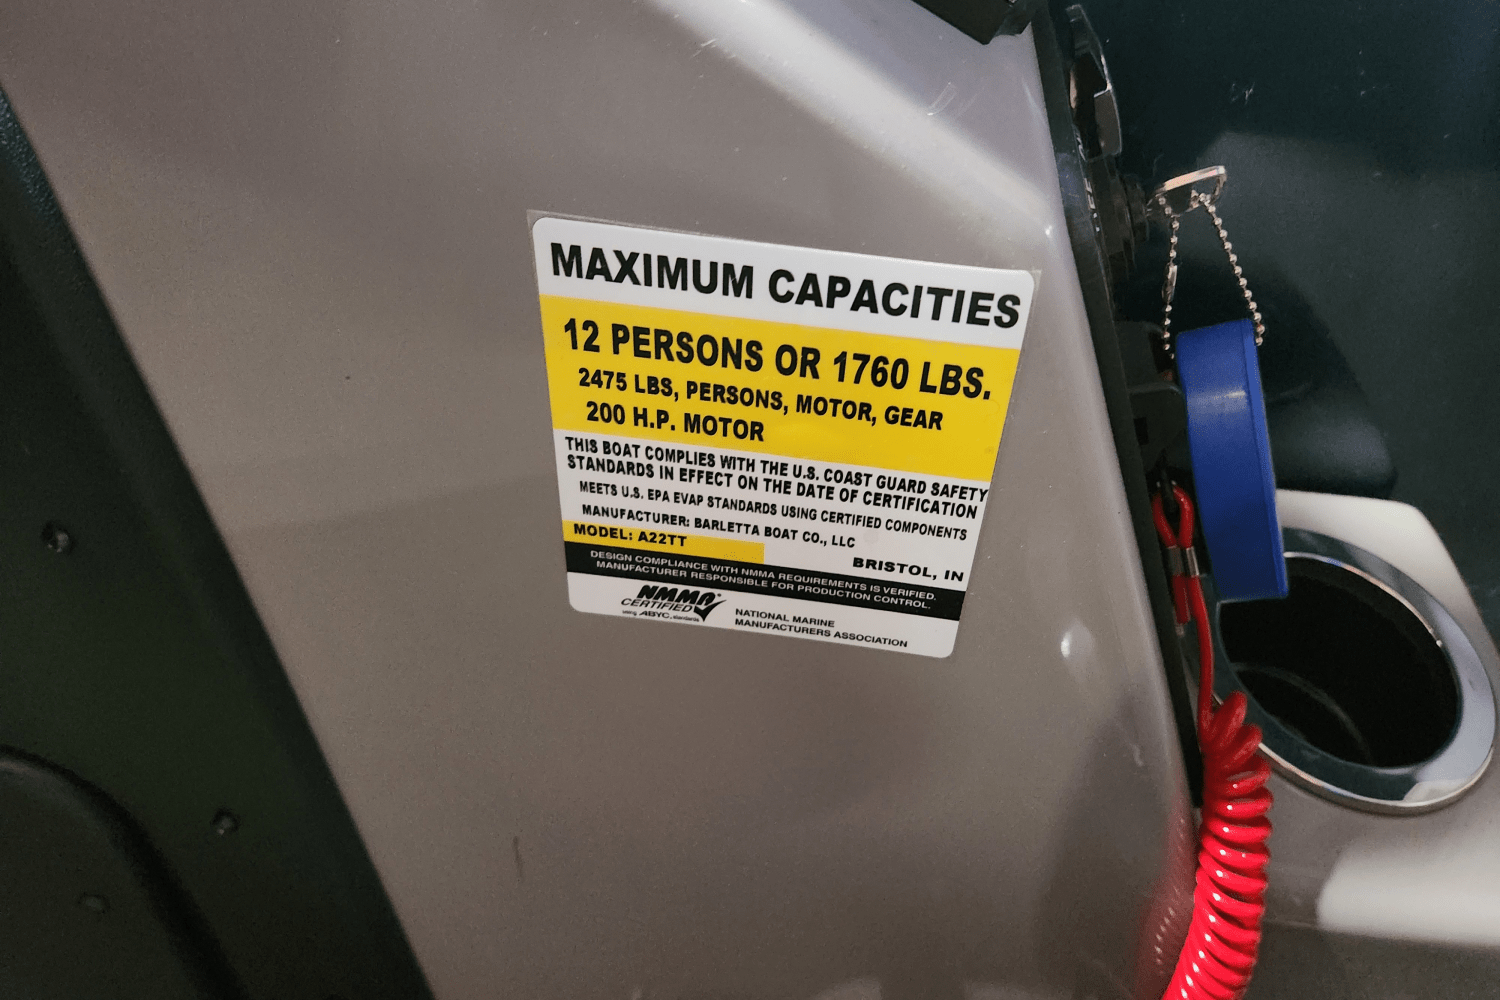 MAXIMUM CAPACITIES
12 PERSONS OR 1760 LBS.
2475 LBS, PERSONS, MOTOR, GEAR
200 H.P. MOTOR
THIS BOAT COMPLIES WITH THE U.S. COAST GUARD SAFETY
STANDARDS IN EFFECT ON THE DATE OF CERTIFICATION
MEETS U.S. EPA EVAP STANDARDS USING CERTIFIED COMPONENTS
MANUFACTURER: BARLETTA BOAT CO., LLC
MODEL: A22TT
BRISTOL, IN
DESIGN COMPLIANCE WITH NMMA REQUIREMENTS IS VERIFIED.
MANUFACTURER RESPONSIBLE FOR PRODUCTION CONTROL.
NMMA®
CERTIFIED
using ABYC standards
NATIONAL MARINE
MANUFACTURERS ASSOCIATION